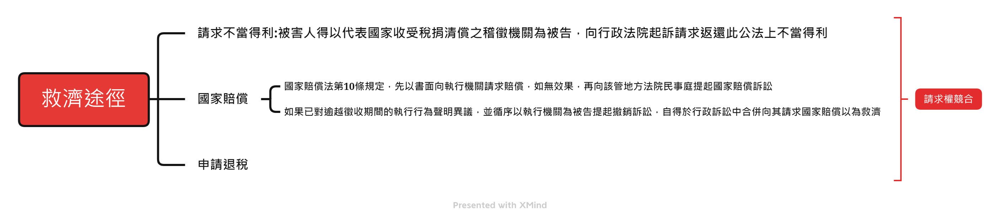 救濟途徑
請求不當得利:被害人得以代表國家收受稅捐清償之稽徵機關為被告，向行政法院起訴請求返還此公法上不當得利
國家賠償
國家賠償法第10條規定，先以書面向執行機關請求賠償，如無效果，再向該管地方法院民事庭提起國家賠償訴訟
如果已對逾越徵收期間的執行行為聲明異議，並循序以執行機關為被告提起撤銷訴訟，自得於行政訴訟中合併向其請求國家賠償以為救濟
申請退稅
請求權競合
Presented with XMind